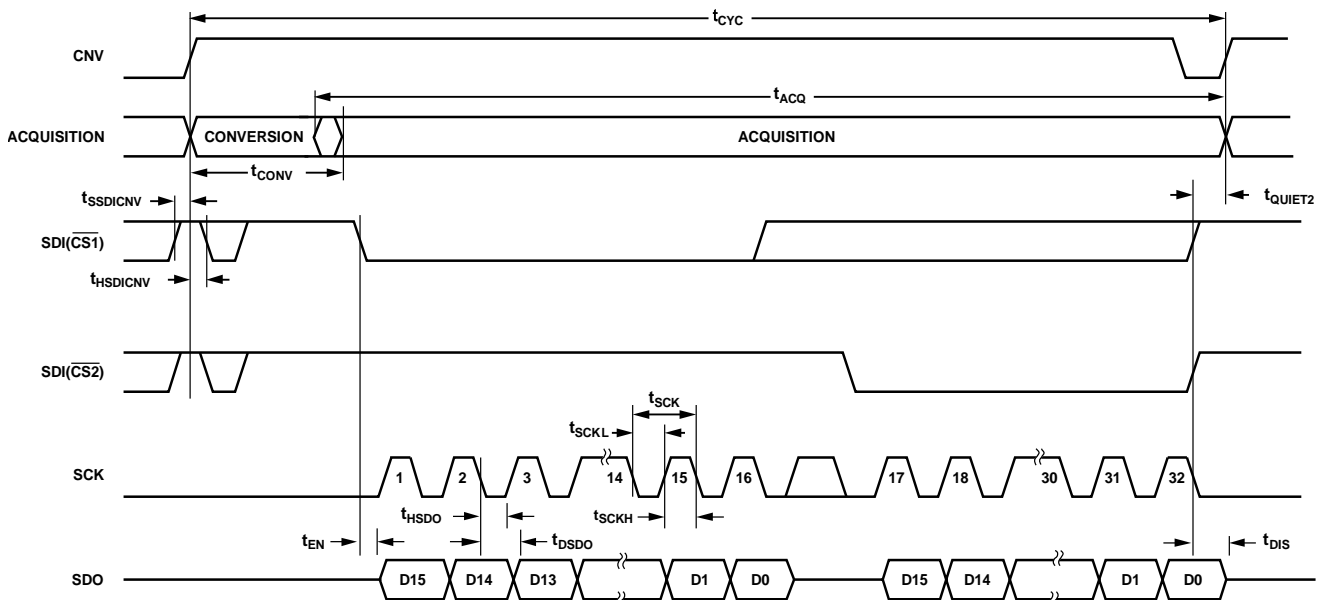 tCYC
CNV
tACQ
ACQUISITION CONVERSION ACQUISITION
tCONV
tSSDICNV
tQUIET2
SDI(CS1)
tHSDICNV
SDI(CS2)
tSCK
tSCKL
SCK 1 2 3 14 15 16 17 18 30 31 32
tHSDO tSCKH
tEN tDSDO tDIS
SDO D15 D14 D13 D1 D0 D15 D14 D1 D0